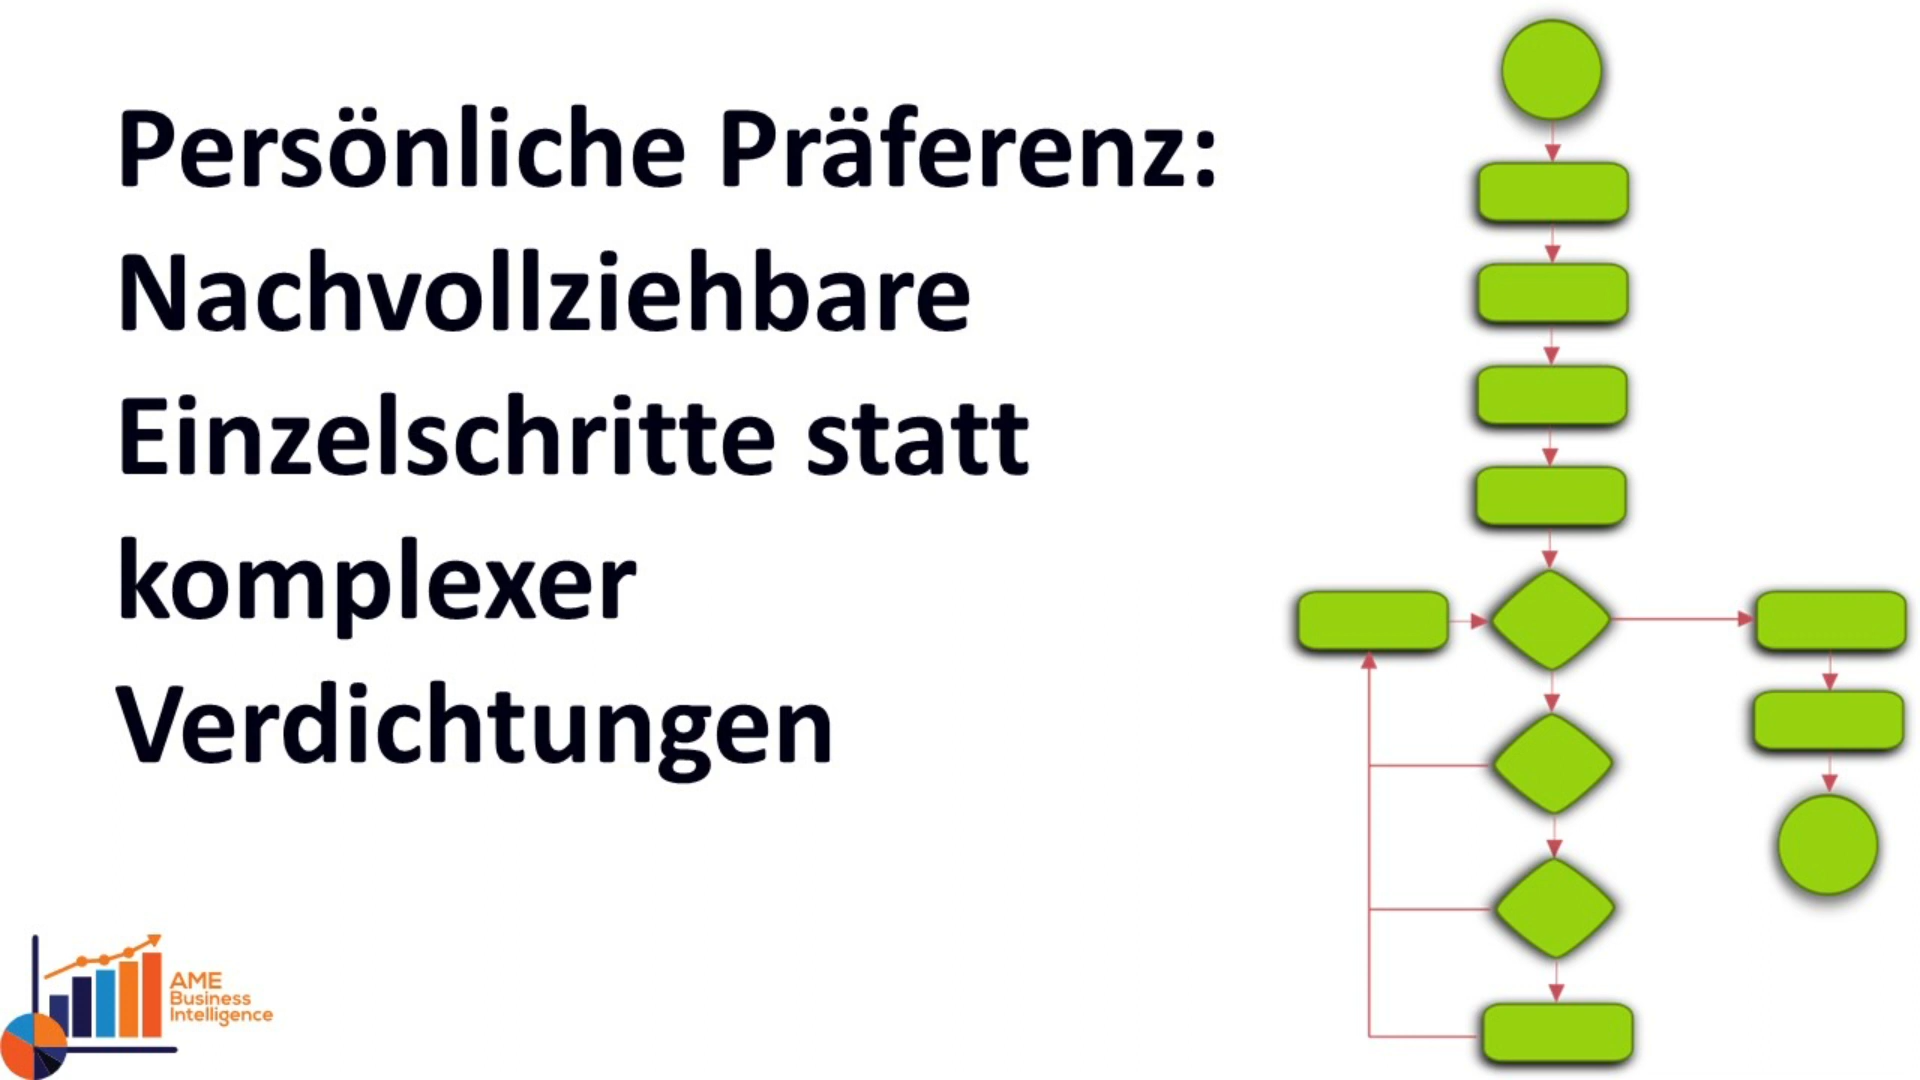 Persönliche Präferenz:
Nachvollziehbare
Einzelschritte statt
komplexer
Verdichtungen
AME
Business
Intelligence